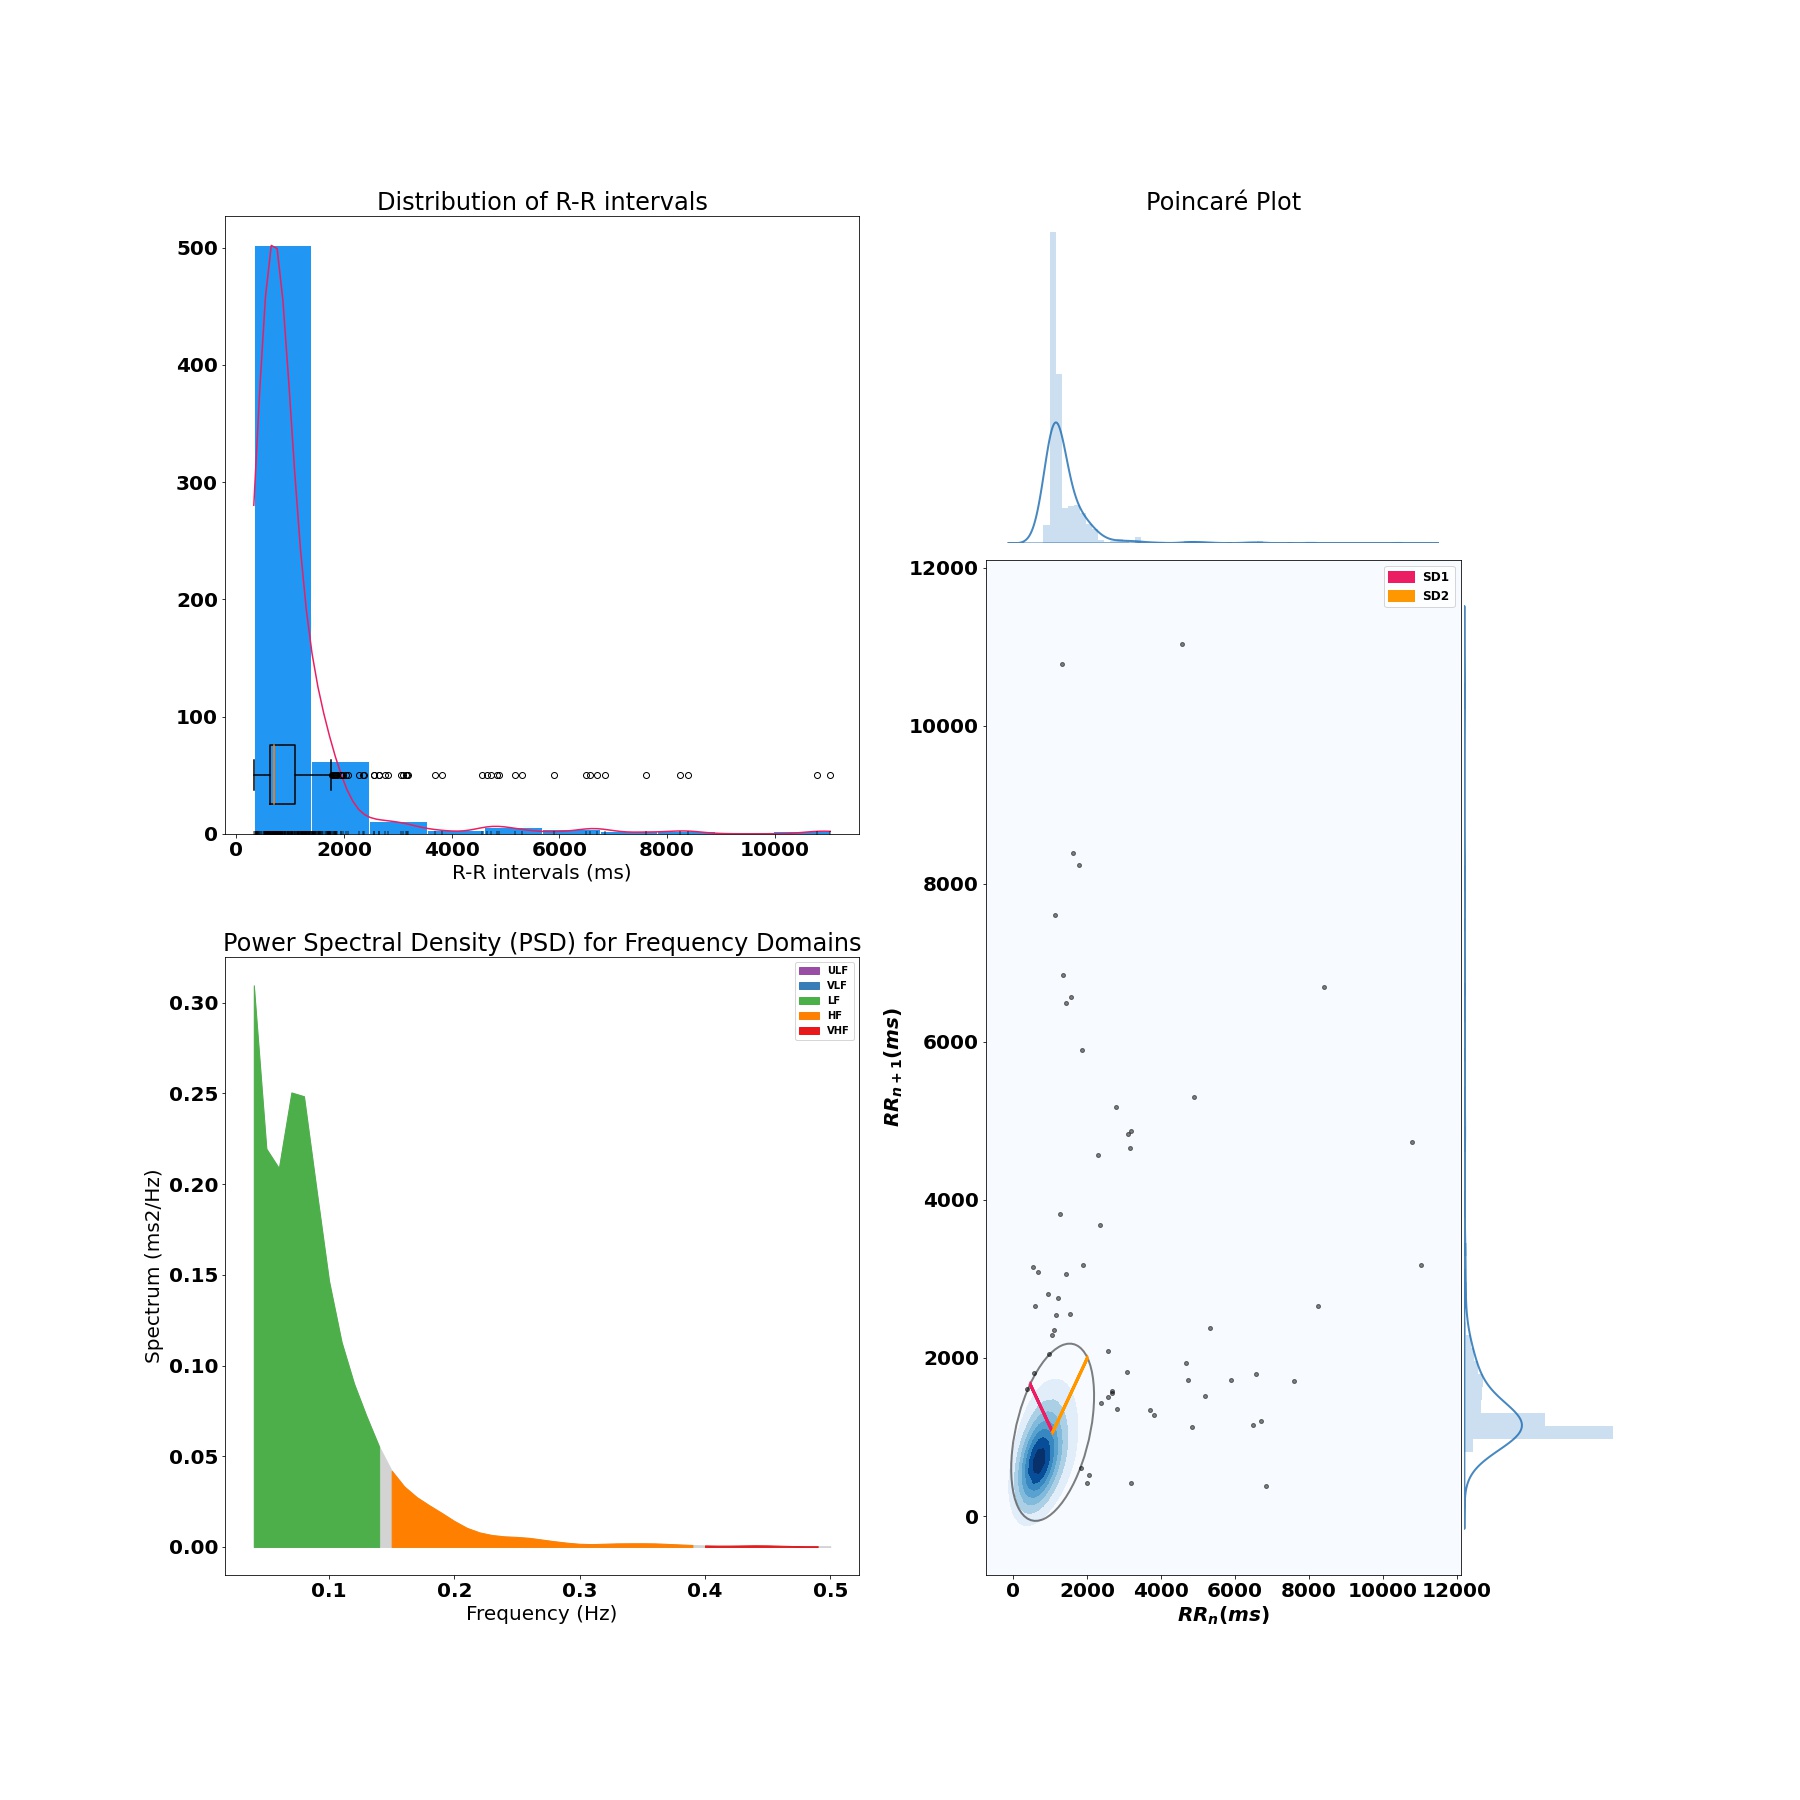 Distribution of R-R intervals
500
400
300
200
100
0
0 2000 4000 6000 8000 10000
R-R intervals (ms)
Power Spectral Density (PSD) for Frequency Domains
ULF
VLF
LF
HF
VHF
0.30
0.25
0.20
0.15
0.10
0.05
0.00
Spectrum (ms2/Hz)
0.1 0.2 0.3 0.4 0.5
Frequency (Hz)
Poincaré Plot
SD1
SD2
12000
10000
8000
6000
4000
2000
0
RRn+1(ms)
0 2000 4000 6000 8000 10000 12000
RRn(ms)